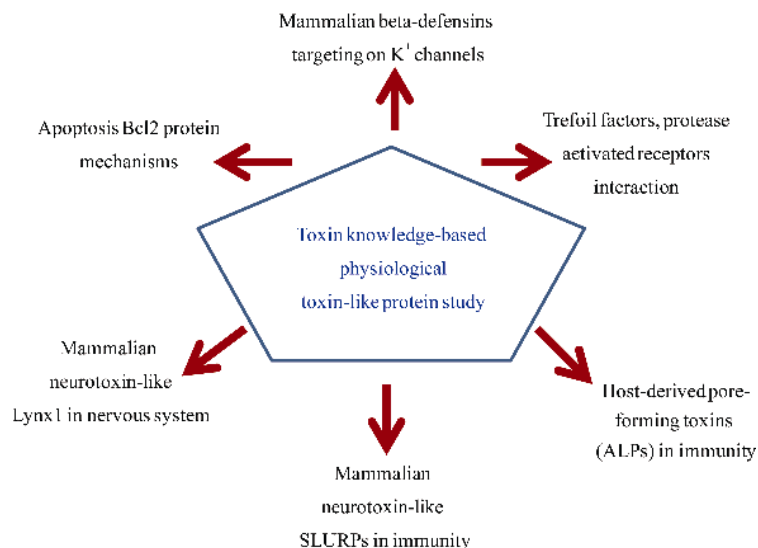 Mammalian beta-defensins
targeting on K⁺ channels
Apoptosis Bcl2 protein
mechanisms
Trefoil factors, protease
aetivated receptors
interaction
Toxin knowledge-based
physiological
toxin-like protein study
Mammalian
neurotoxin-like
Lynx1 in nervous system
Host-derived pore-
forming toxins
(ALPs) in immunity
Mammalian
neurotoxin-like
SLURPs in immunity